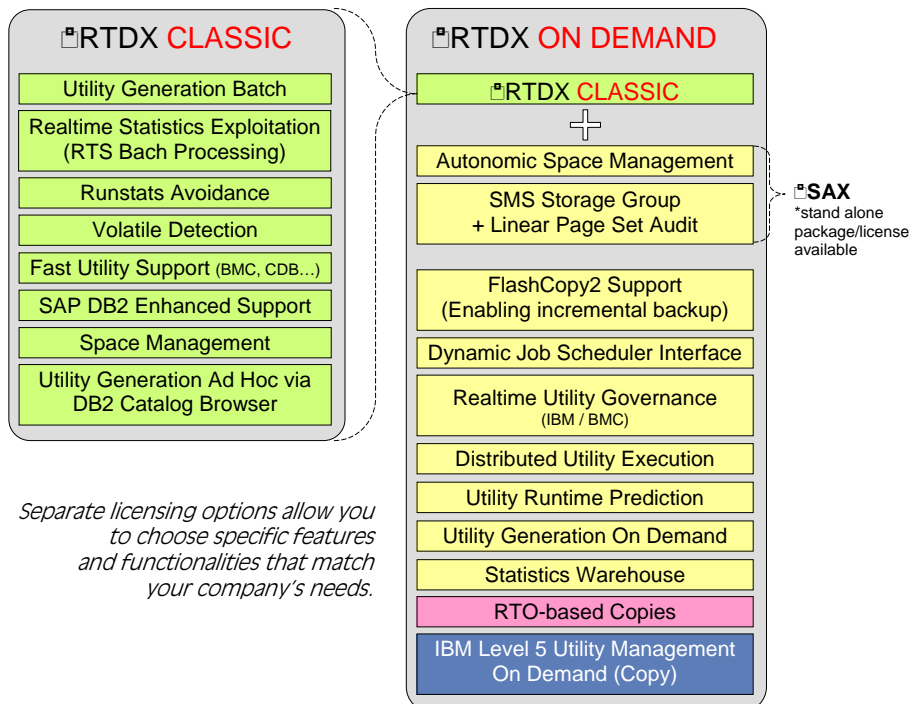 RTDX CLASSIC
Utility Generation Batch
Realtime Statistics Exploitation
(RTS Bach Processing)
Runstats Avoidance
Volatile Detection
Fast Utility Support (BMC, CDB…)
SAP DB2 Enhanced Support
Space Management
Utility Generation Ad Hoc via
DB2 Catalog Browser
Separate licensing options allow you
to choose specific features
and functionalities that match
your company's needs.
RTDX ON DEMAND
RTDX CLASSIC
+
Autonomic Space Management
SMS Storage Group
+ Linear Page Set Audit
SAX
*stand alone
package/license
available
FlashCopy2 Support
(Enabling incremental backup)
Dynamic Job Scheduler Interface
Realtime Utility Governance
(IBM / BMC)
Distributed Utility Execution
Utility Runtime Prediction
Utility Generation On Demand
Statistics Warehouse
RTO-based Copies
IBM Level 5 Utility Management
On Demand (Copy)